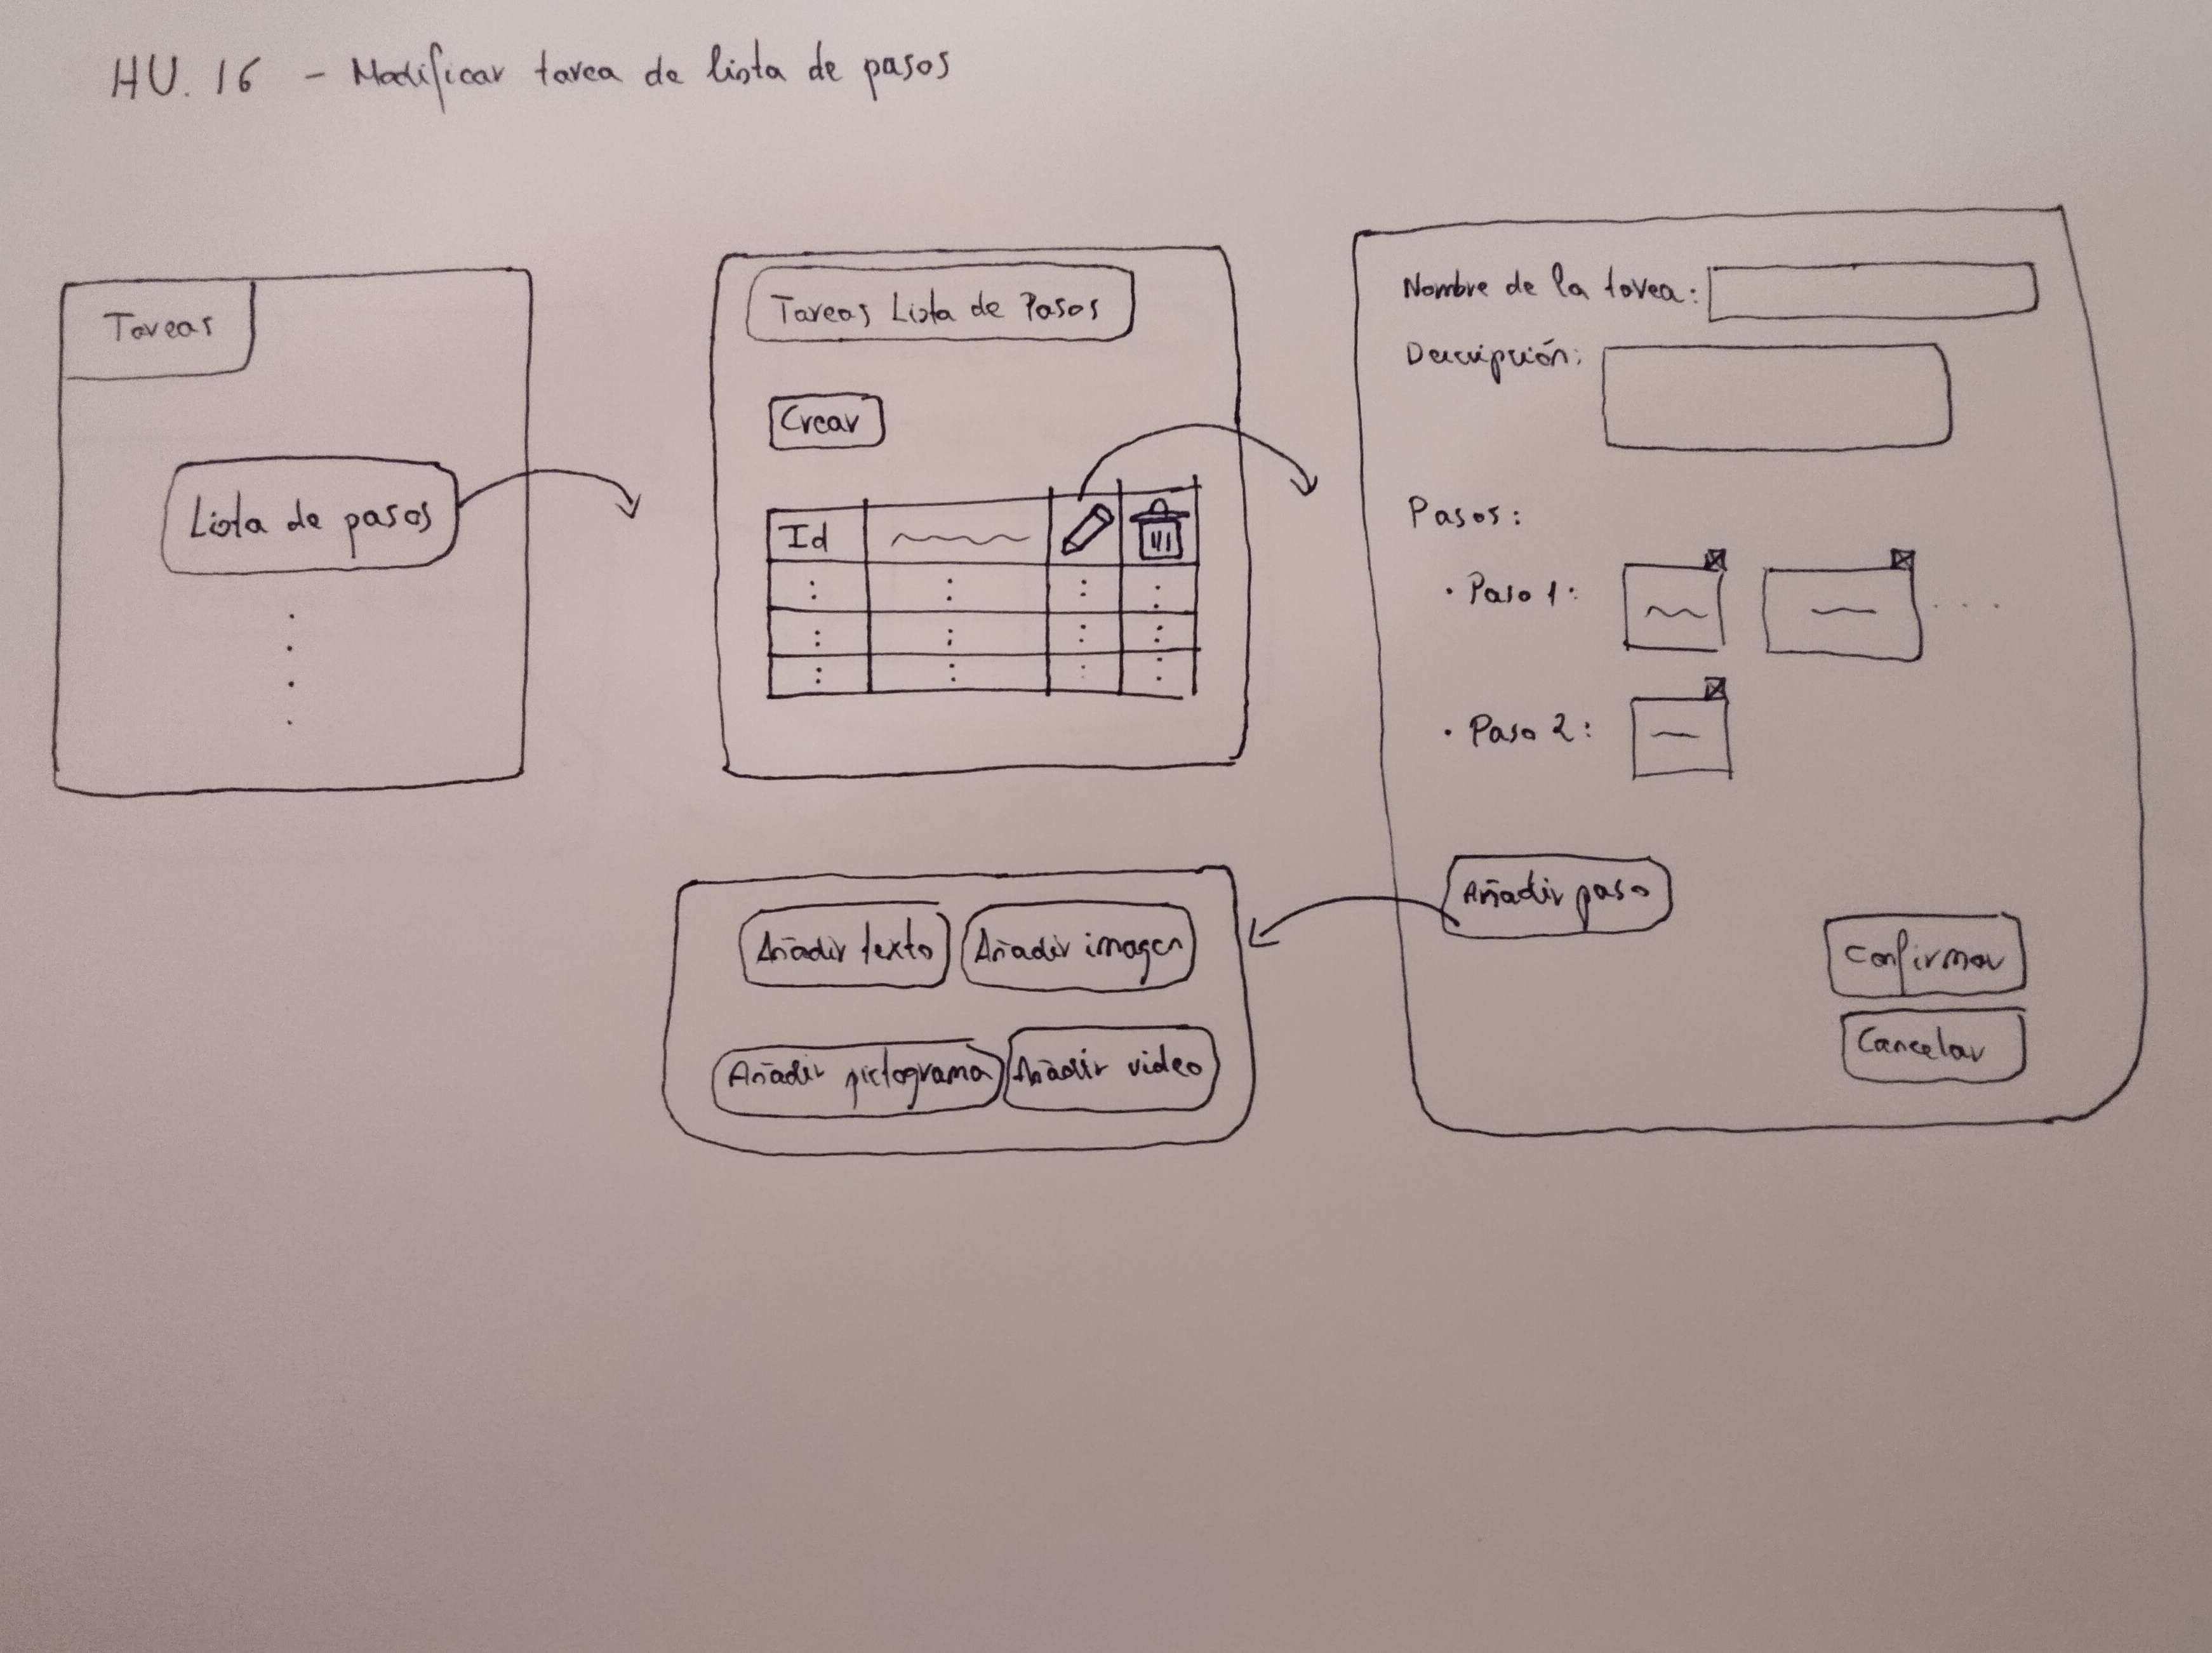 HU. 16 - Modificar tarea de lista de pasos
Tareas
Lista de pasos
Tareas Lista de Pasos
Crear
Id
Nombre de la tarea:
Descripción:
Pasos:
· Paso 1:
· Paso 2:
Añadir paso
Confirmar
Cancelar
Añadir texto
Añadir imagen
Añadir pictograma
Añadir video